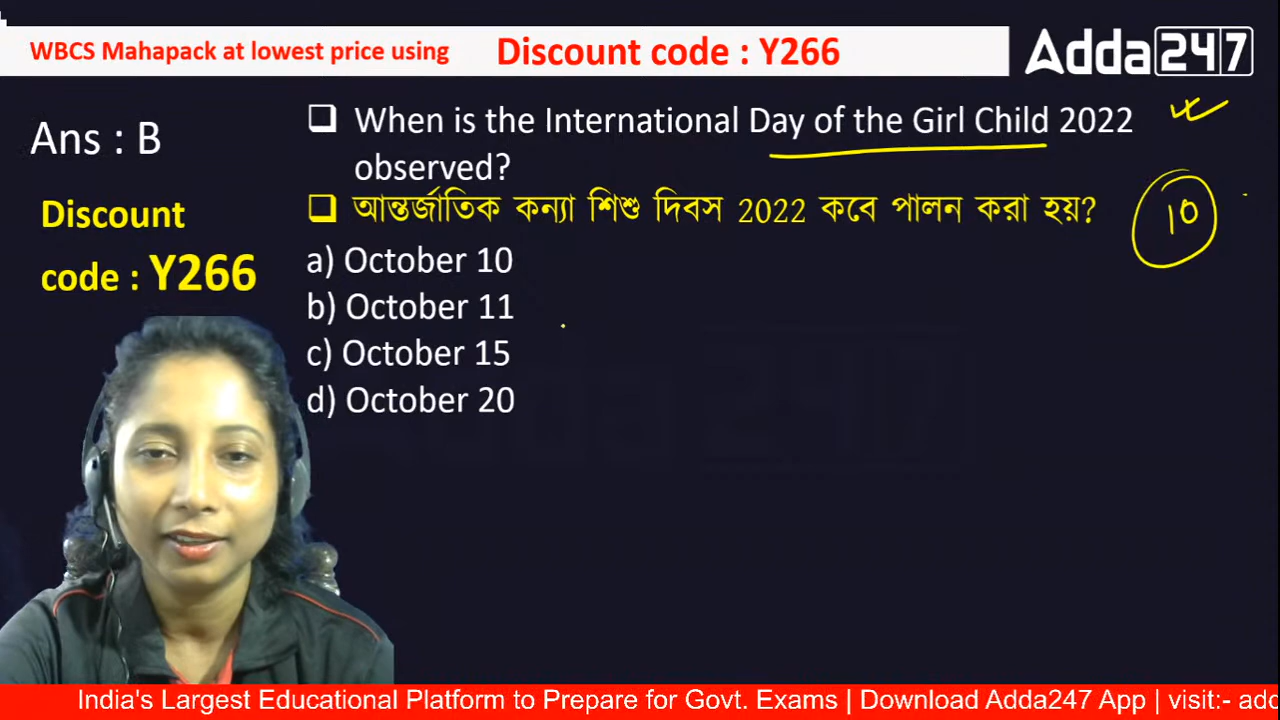 WBCS Mahapack at lowest price using
Discount code : Y266
Adda247
Ans : B
Discount
code : Y266
When is the International Day of the Girl Child 2022
observed?
আন্তর্জাতিক কন্যা শিশু দিবস 2022 কবে পালন করা হয়?
10
a) October 10
b) October 11
c) October 15
d) October 20
India's Largest Educational Platform to Prepare for Govt. Exams | Download Adda247 App | visit:- add